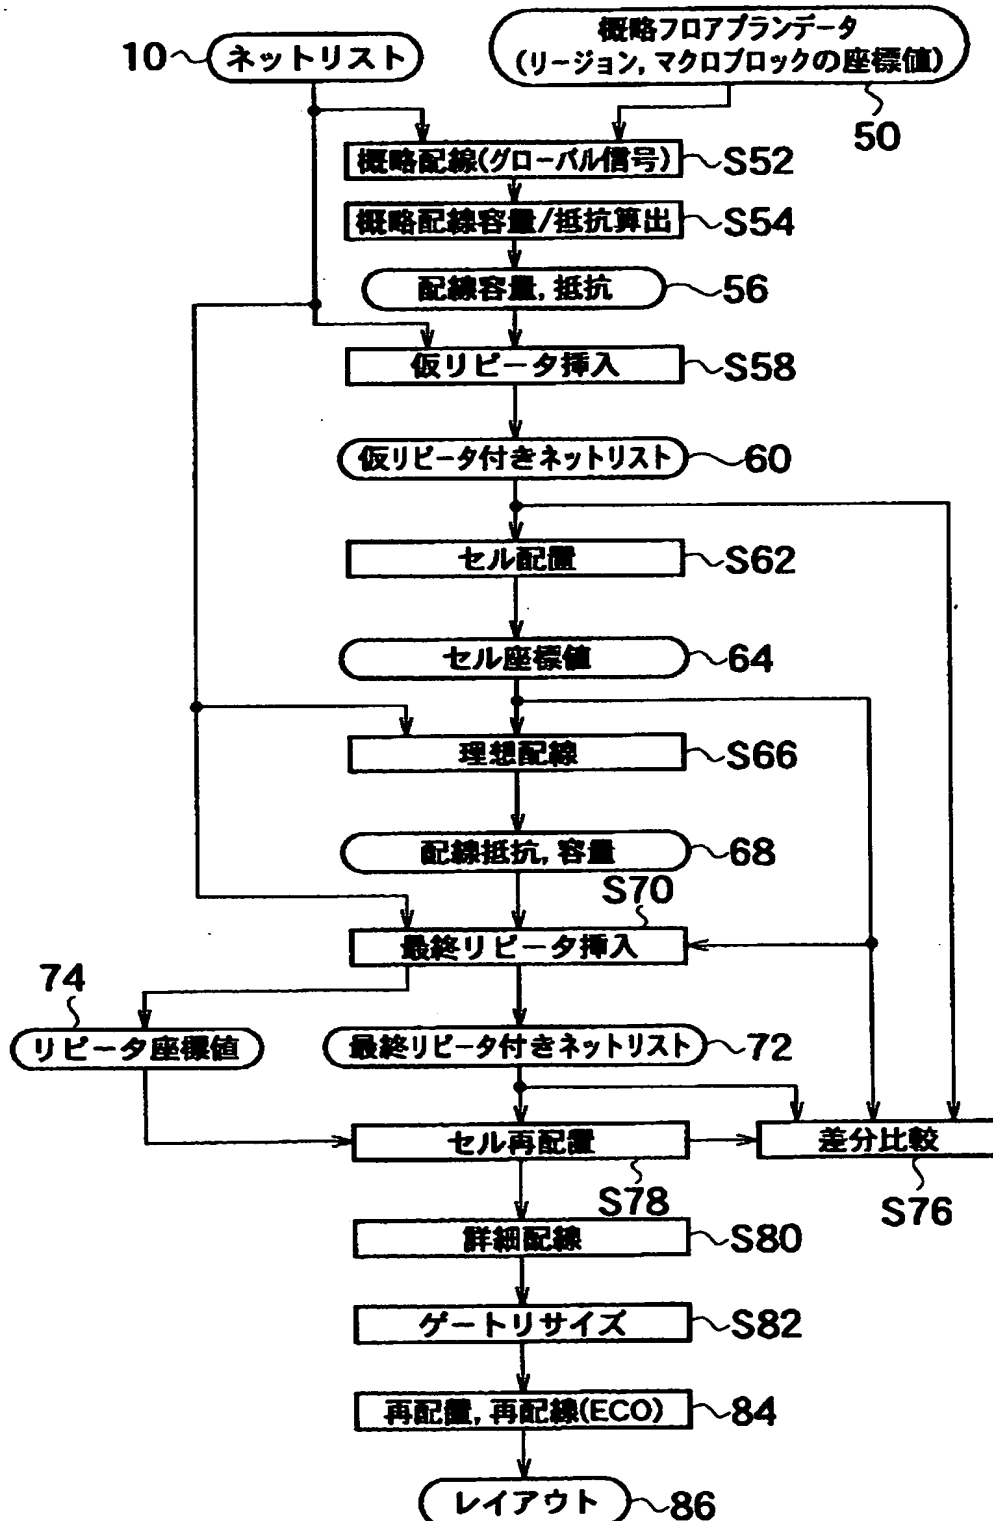 10 ネットリスト
概略フロアプランデータ
(リージョン,マクロブロックの座標値)
50
概略配線(グローバル信号) S52
概略配線容量/抵抗算出 S54
配線容量,抵抗 56
仮リピータ挿入 S58
仮リピータ付きネットリスト 60
セル配置 S62
セル座標値 64
理想配線 S66
配線抵抗,容量 68
S70
最終リピータ挿入
74
リピータ座標値
最終リピータ付きネットリスト 72
セル再配置
差分比較
S78
S76
詳細配線 S80
ゲートリサイズ S82
再配置,再配線(ECO) 84
レイアウト 86